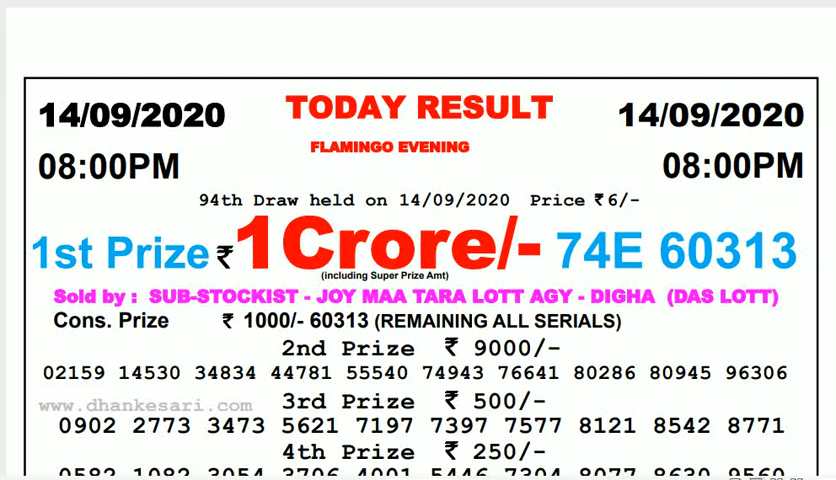 14/09/2020 TODAY RESULT 14/09/2020
FLAMINGO EVENING
08:00PM 08:00PM
94th Draw held on 14/09/2020 Price ₹6/-
1st Prize ₹1Crore/- 74E 60313
(including Super Prize Amt)
Sold by : SUB-STOCKIST - JOY MAA TARA LOTT AGY - DIGHA (DAS LOTT)
Cons. Prize ₹ 1000/- 60313 (REMAINING ALL SERIALS)
2nd Prize ₹ 9000/-
02159 14530 34834 44781 55540 74943 76641 80286 80945 96306
www.dhankesari.com
3rd Prize ₹ 500/-
0902 2773 3473 5621 7197 7397 7577 8121 8542 8771
4th Prize ₹ 250/-